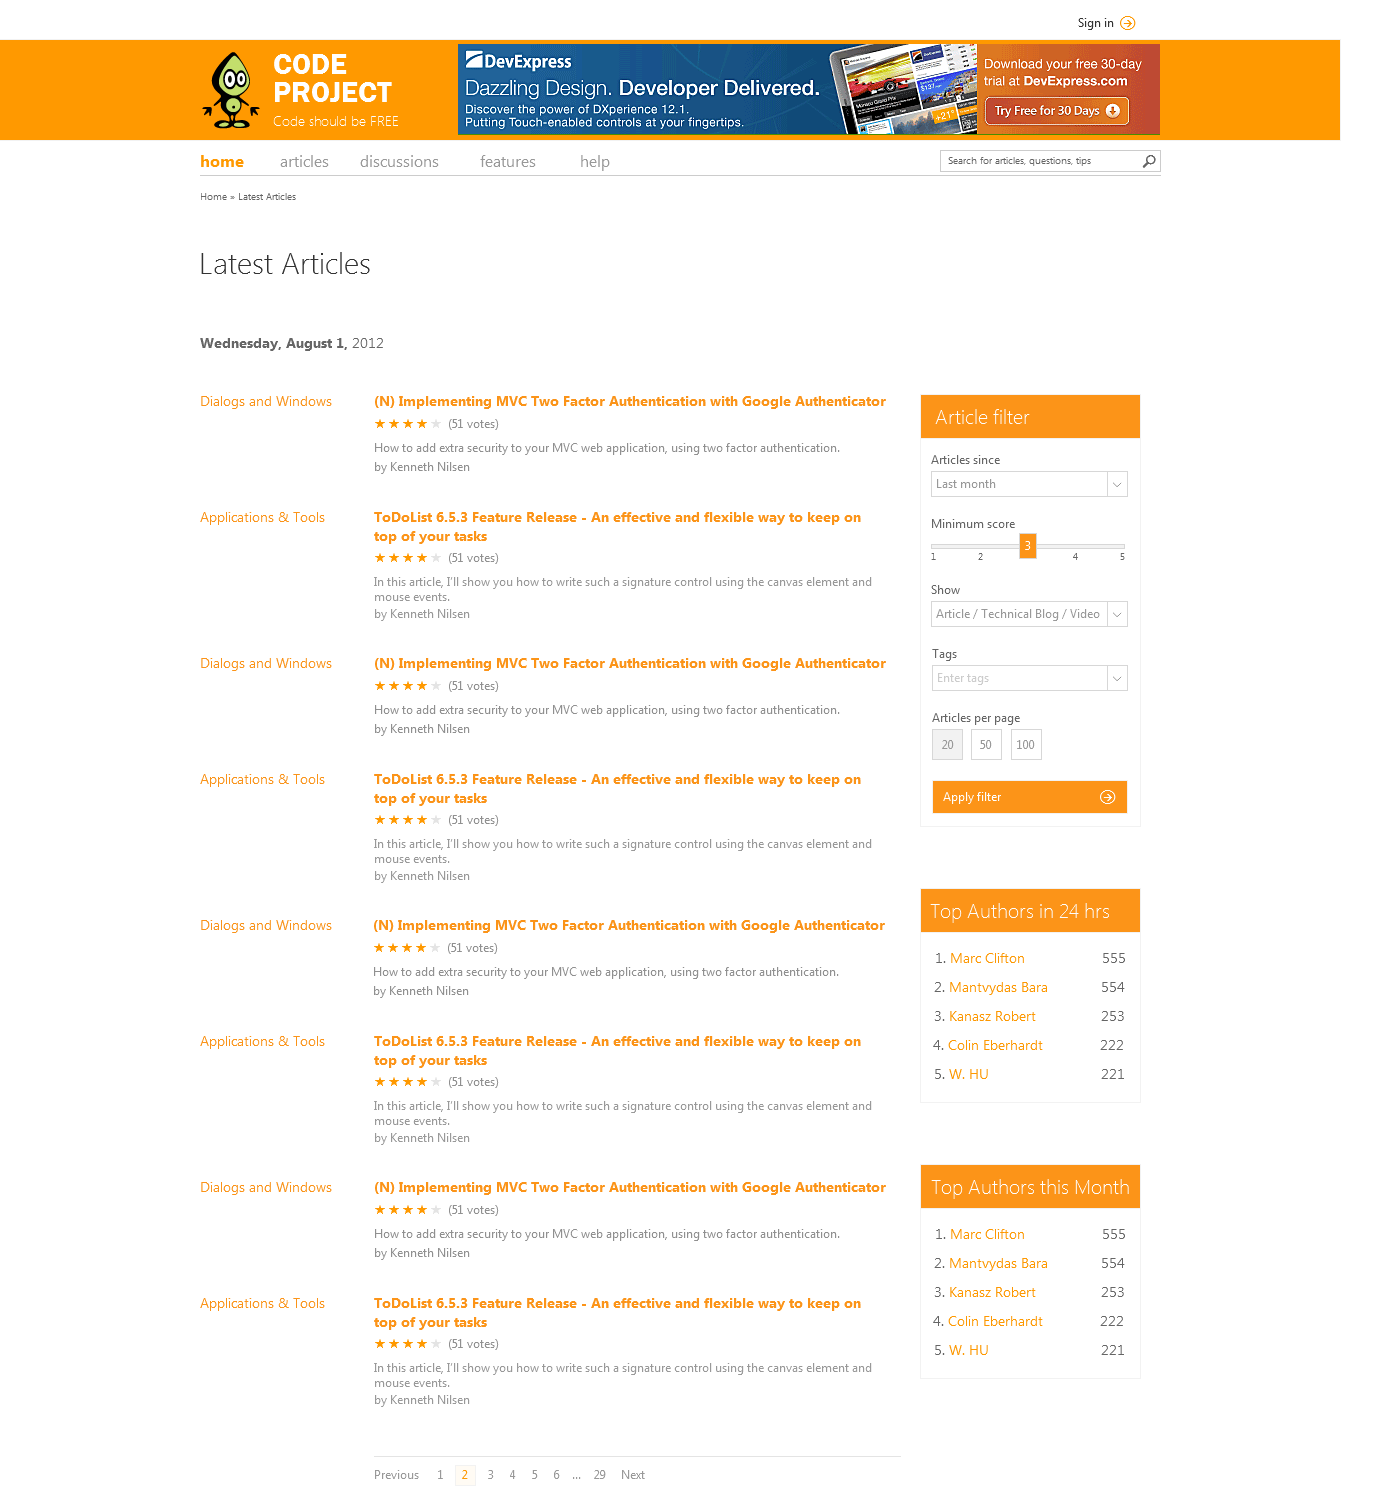 Sign in
CODE
PROJECT
Code should be FREE
DevExpress
Dazzling Design. Developer Delivered.
Discover the power of DXperience 12.1.
Putting Touch-enabled controls at your fingertips.
Download your free 30-day
trial at DevExpress.com
Try Free for 30 Days
home articles discussions features help
Search for articles, questions, tips
Home » Latest Articles
Latest Articles
Wednesday, August 1, 2012
Dialogs and Windows
(N) Implementing MVC Two Factor Authentication with Google Authenticator
(51 votes)
How to add extra security to your MVC web application, using two factor authentication.
by Kenneth Nilsen
Applications & Tools
ToDoList 6.5.3 Feature Release - An effective and flexible way to keep on
top of your tasks
(51 votes)
In this article, I'll show you how to write such a signature control using the canvas element and
mouse events.
by Kenneth Nilsen
Dialogs and Windows
(N) Implementing MVC Two Factor Authentication with Google Authenticator
(51 votes)
How to add extra security to your MVC web application, using two factor authentication.
by Kenneth Nilsen
Applications & Tools
ToDoList 6.5.3 Feature Release - An effective and flexible way to keep on
top of your tasks
(51 votes)
In this article, I'll show you how to write such a signature control using the canvas element and
mouse events.
by Kenneth Nilsen
Dialogs and Windows
(N) Implementing MVC Two Factor Authentication with Google Authenticator
(51 votes)
How to add extra security to your MVC web application, using two factor authentication.
by Kenneth Nilsen
Applications & Tools
ToDoList 6.5.3 Feature Release - An effective and flexible way to keep on
top of your tasks
(51 votes)
In this article, I'll show you how to write such a signature control using the canvas element and
mouse events.
by Kenneth Nilsen
Dialogs and Windows
(N) Implementing MVC Two Factor Authentication with Google Authenticator
(51 votes)
How to add extra security to your MVC web application, using two factor authentication.
by Kenneth Nilsen
Applications & Tools
ToDoList 6.5.3 Feature Release - An effective and flexible way to keep on
top of your tasks
(51 votes)
In this article, I'll show you how to write such a signature control using the canvas element and
mouse events.
by Kenneth Nilsen
Previous 1 2 3 4 5 6 ... 29 Next
Article filter
Articles since
Last month
Minimum score
1 2 3 4 5
Show
Article / Technical Blog / Video
Tags
Enter tags
Articles per page
20 50 100
Apply filter
Top Authors in 24 hrs
1. Marc Clifton 555
2. Mantvydas Bara 554
3. Kanasz Robert 253
4. Colin Eberhardt 222
5. W. HU 221
Top Authors this Month
1. Marc Clifton 555
2. Mantvydas Bara 554
3. Kanasz Robert 253
4. Colin Eberhardt 222
5. W. HU 221